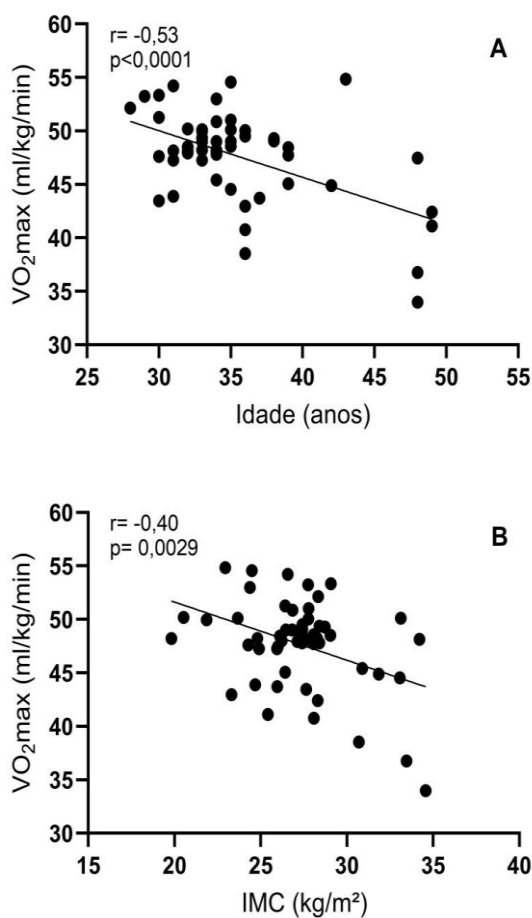 r= -0,53
p<0,0001
A
VO₂max (ml/kg/min)
60
55
50
45
40
35
30
25 30 35 40 45 50 55
Idade (anos)
r= -0,40
p= 0,0029
B
VO₂max (ml/kg/min)
60
55
50
45
40
35
30
15 20 25 30 35 40
IMC (kg/m²)